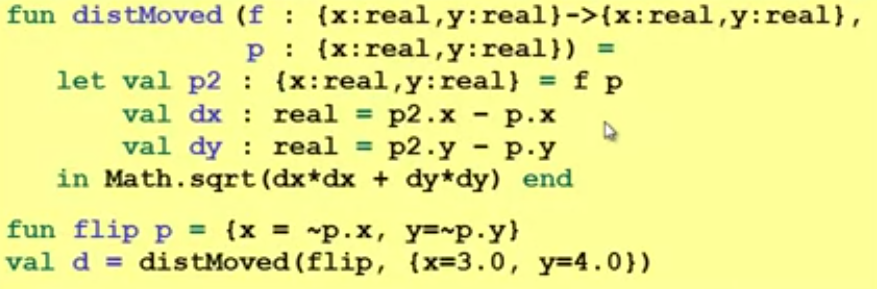 fun distMoved (f : {x:real,y:real}->{x:real,y:real},
p : {x:real,y:real}) =
let val p2 : {x:real,y:real} = f p
val dx : real = p2.x - p.x
val dy : real = p2.y - p.y
in Math.sqrt(dx*dx + dy*dy) end
fun flip p = {x = ~p.x, y=~p.y}
val d = distMoved(flip, {x=3.0, y=4.0})